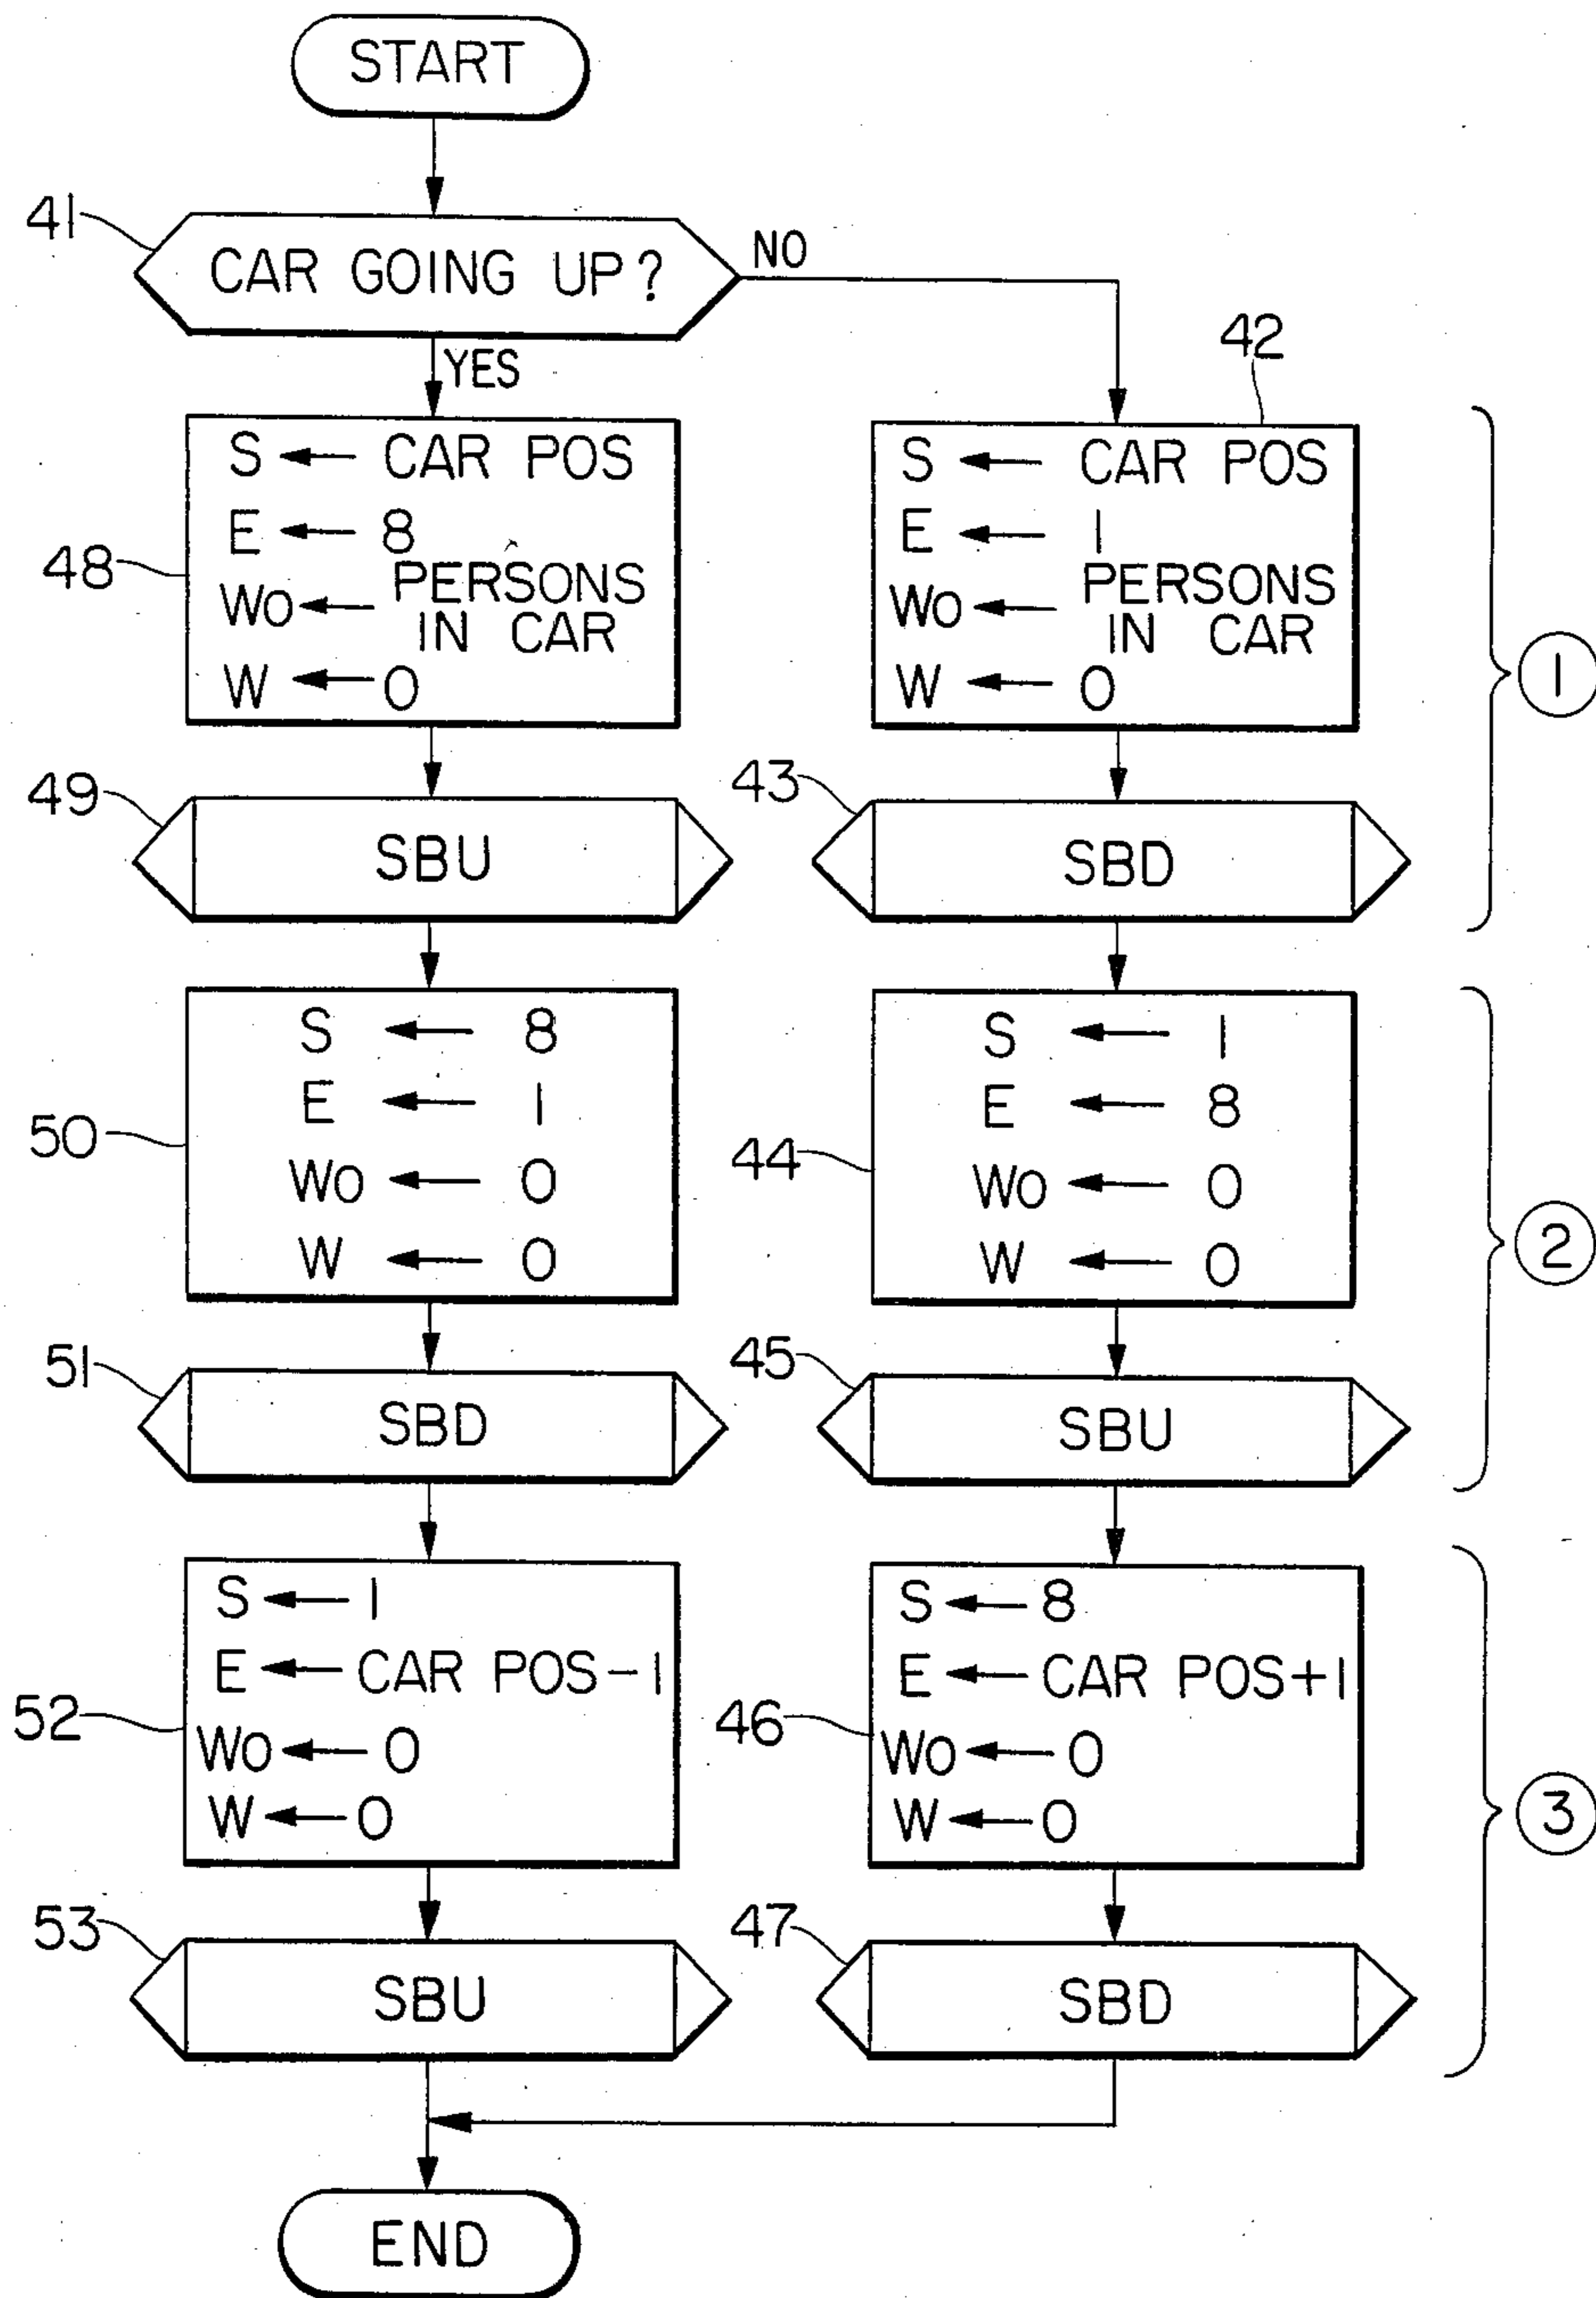 START
41
CAR GOING UP?
NO
YES
48
S ← CAR POS
E ← 8
Wo ← PERSONS IN CAR
W ← 0
42
S ← CAR POS
E ← 1
Wo ← PERSONS IN CAR
W ← 0
1
49
SBU
43
SBD
50
S ← 8
E ← 1
Wo ← 0
W ← 0
44
S ← 1
E ← 8
Wo ← 0
W ← 0
2
51
SBD
45
SBU
52
S ← 1
E ← CAR POS-1
Wo ← 0
W ← 0
46
S ← 8
E ← CAR POS+1
Wo ← 0
W ← 0
3
53
SBU
47
SBD
END